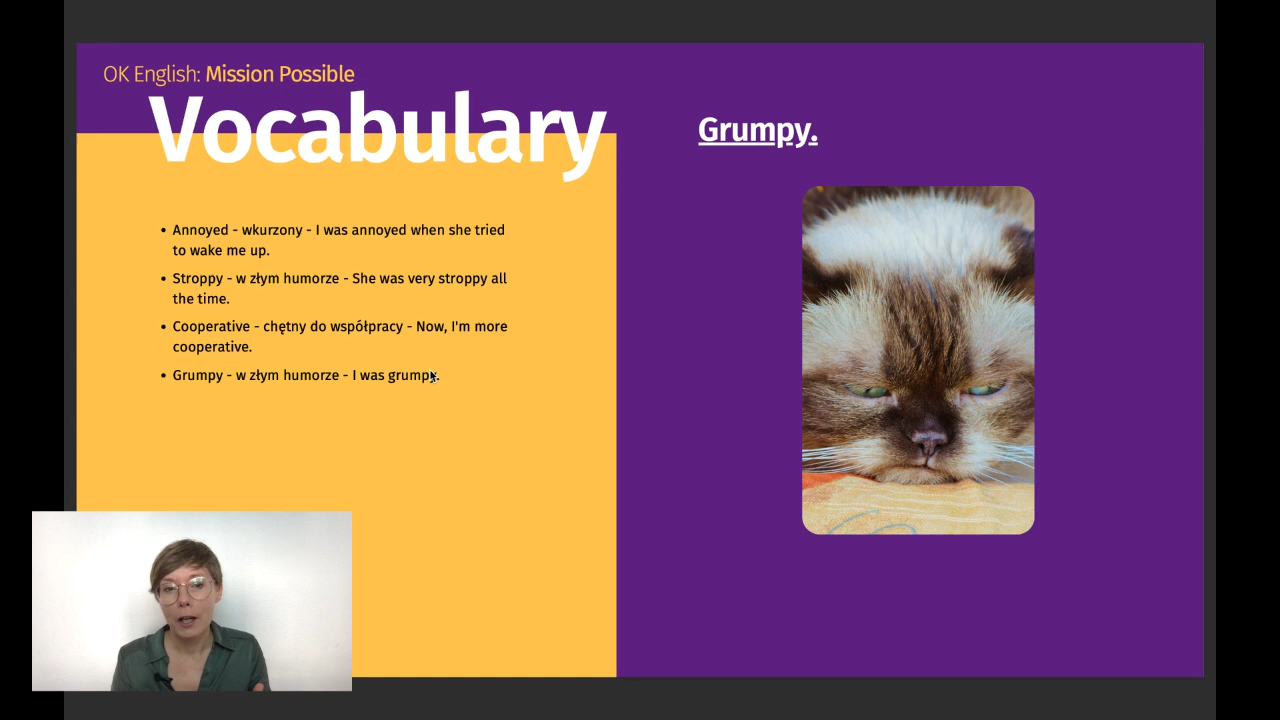 OK English: Mission Possible
Vocabulary
Grumpy.
• Annoyed - wkurzony - I was annoyed when she tried
to wake me up.
• Stroppy - w złym humorze - She was very stroppy all
the time.
• Cooperative - chętny do współpracy - Now, I'm more
cooperative.
• Grumpy - w złym humorze - I was grumpy.